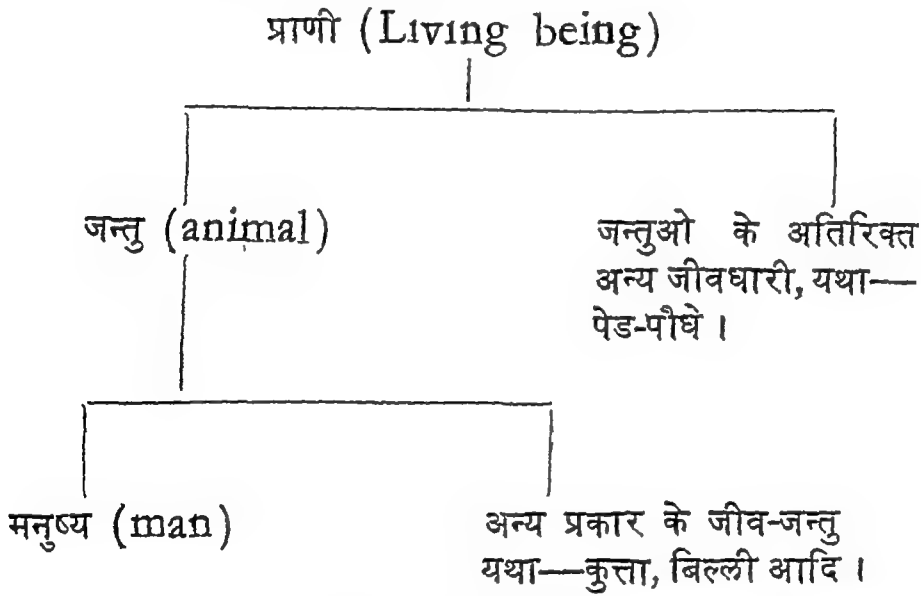 प्राणी (Living being)
जन्तु (animal)
जन्तुओ के अतिरिक्त
अन्य जीवधारी, यथा—
पेड-पौधे ।
मनुष्य (man)
अन्य प्रकार के जीव-जन्तु
यथा—कुत्ता, बिल्ली आदि ।